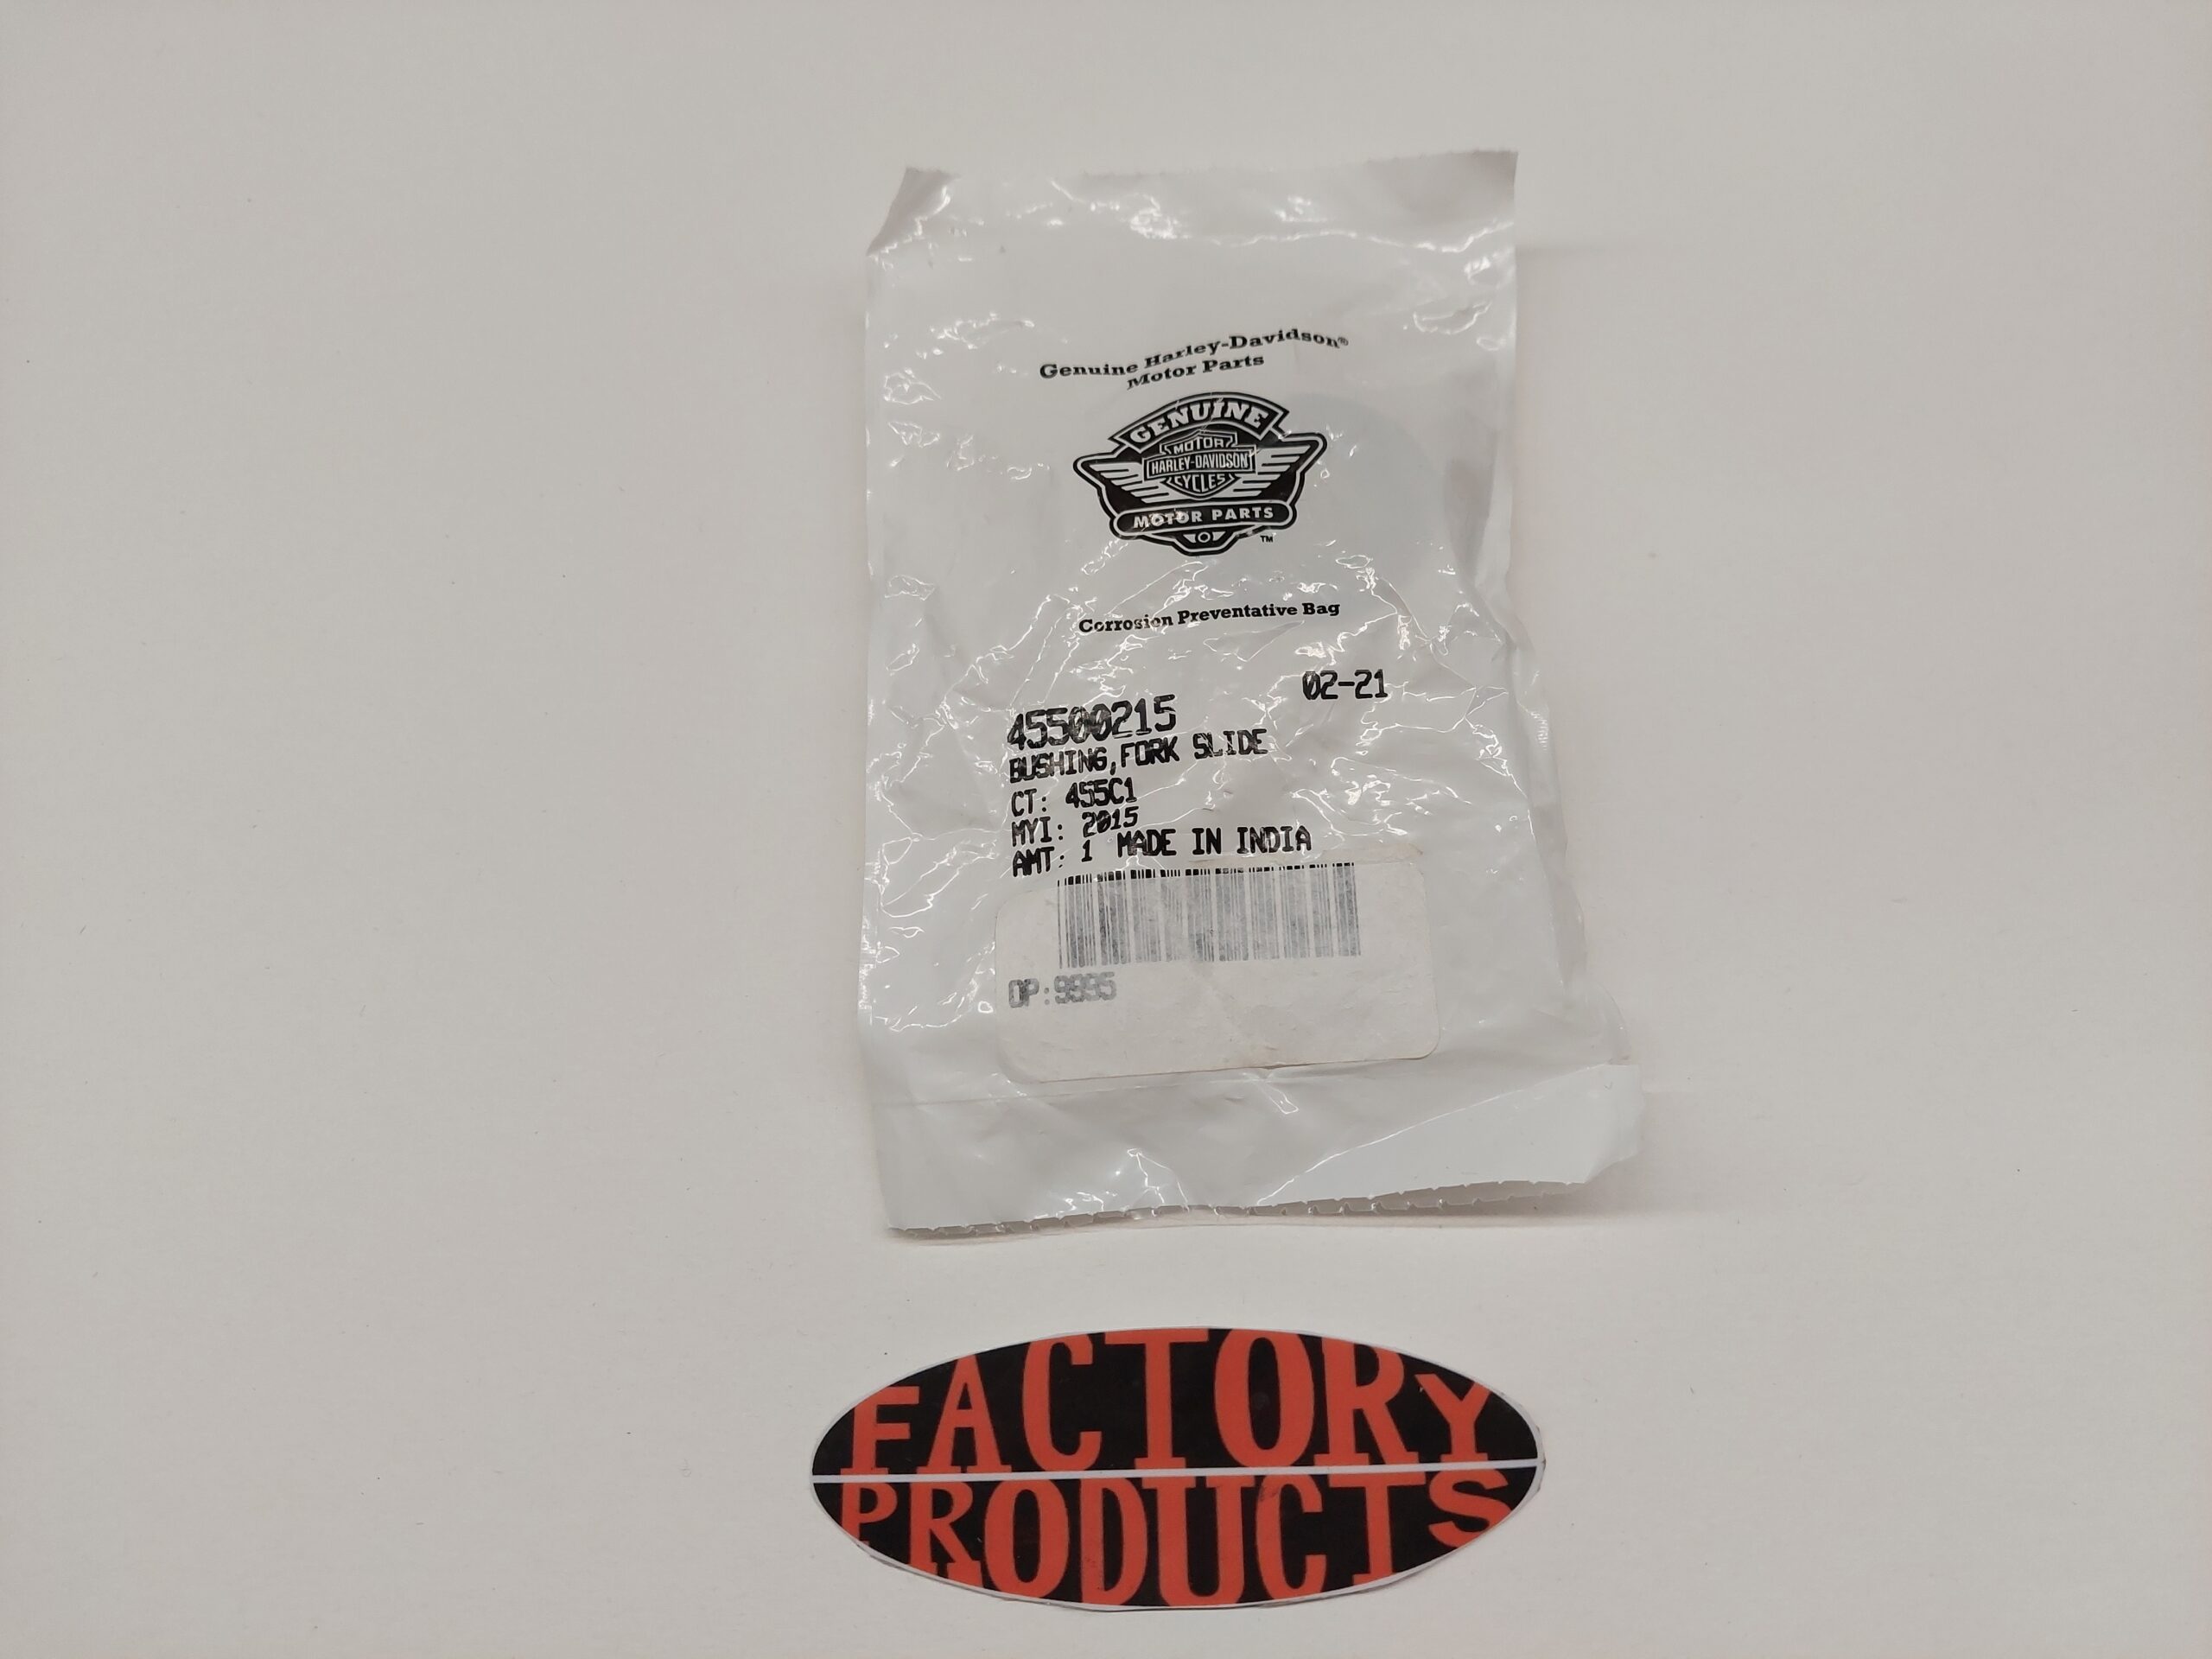 Genuine Harley-Davidson®
Motor Parts
GENUINE
MOTOR
HARLEY-DAVIDSON
CYCLES
MOTOR PARTS
TM
Corrosion Preventative Bag
02-21
45500215
BUSHING,FORK SLIDE
CT: 455C1
MYI: 2015
AMT: 1 MADE IN INDIA
OP:9995
FACTORY
PRODUCTS